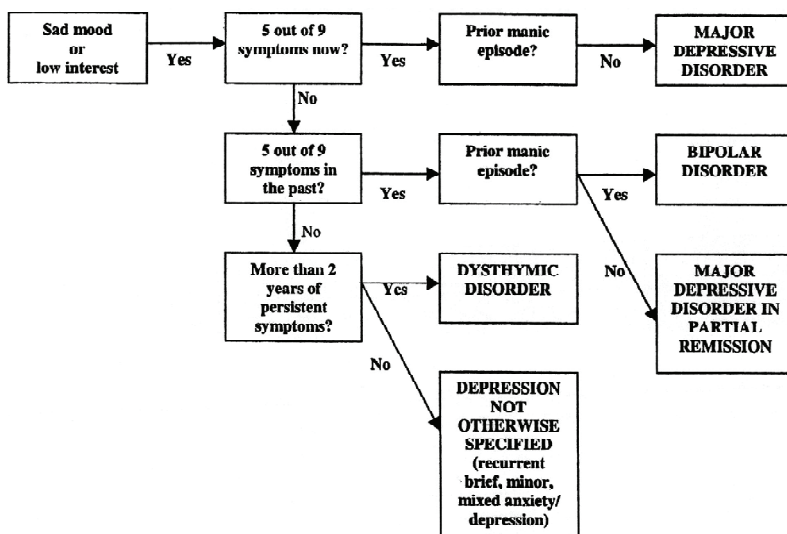 Sad mood
or
low interest
Yes
5 out of 9
symptoms now?
Yes
Prior manic
episode?
No
MAJOR
DEPRESSIVE
DISORDER
No
5 out of 9
symptoms in
the past?
Yes
Prior manic
episode?
Yes
BIPOLAR
DISORDER
No
More than 2
years of
persistent
symptoms?
Yes
DYSTHYMIC
DISORDER
No
MAJOR
DEPRESSIVE
DISORDER IN
PARTIAL
REMISSION
No
DEPRESSION
NOT
OTHERWISE
SPECIFIED
(recurrent
brief, minor,
mixed anxiety/
depression)